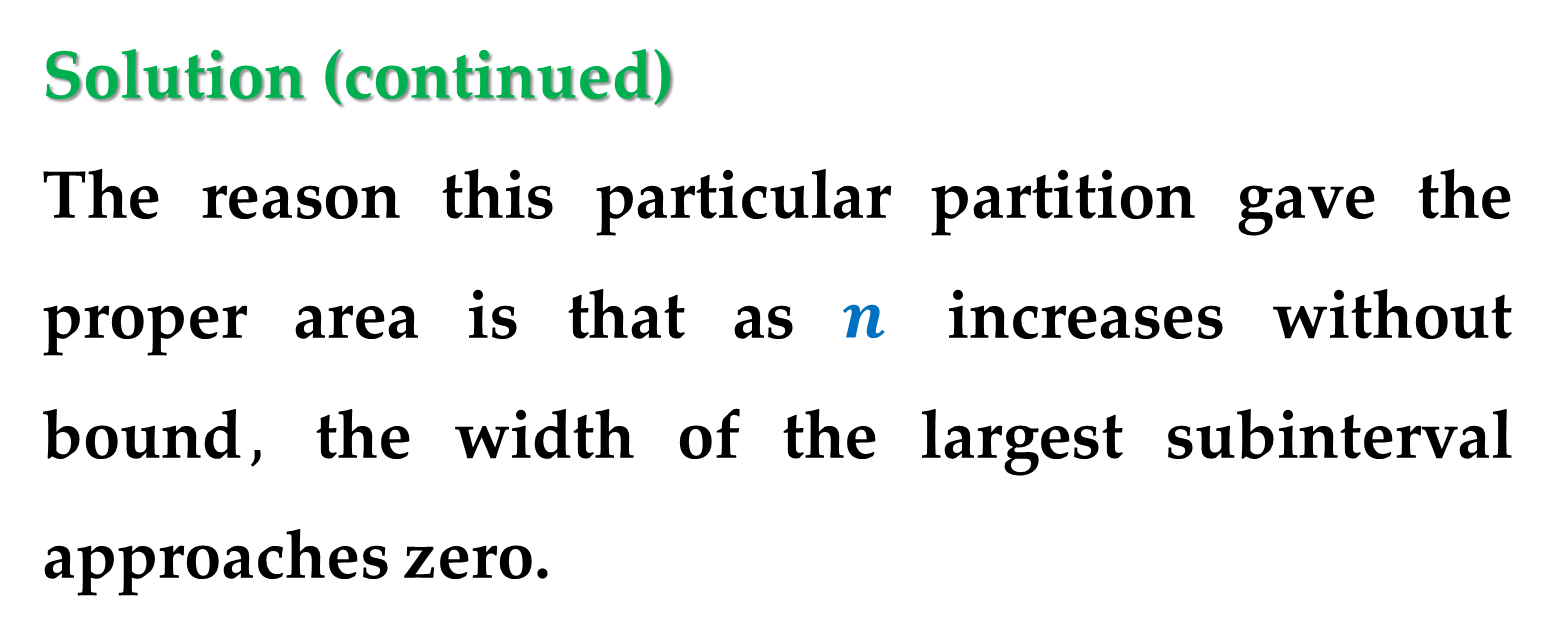 Solution (continued)
The reason this particular partition gave the
proper area is that as n increases without
bound, the width of the largest subinterval
approaches zero.